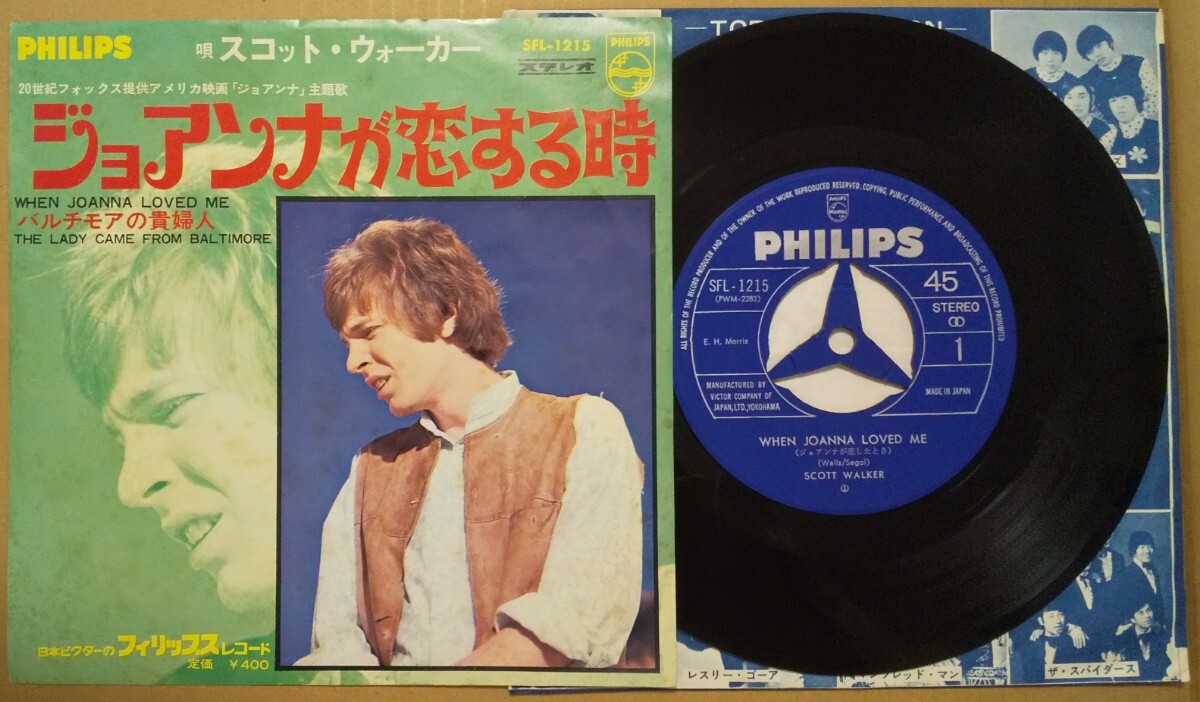 PHILIPS
唄 スコット・ウォーカー
SFL-1215
ステレオ
PHILIPS
20世紀フォックス提供アメリカ映画「ジョアンナ」主題歌
ジョアンナが恋する時
WHEN JOANNA LOVED ME
バルチモアの貴婦人
THE LADY CAME FROM BALTIMORE
日本ビクターのフィリップスレコード
定価 ￥400
ALL RIGHTS OF THE RECORD PRODUCER AND OF THE OWNER OF THE WORK REPRODUCED RESERVED, COPYING, PUBLIC PERFORMANCE AND BROADCASTING OF THIS RECORD PROHIBITED
PHILIPS
PHILIPS
SFL-1215
(PWM-2283)
45
STEREO
E. H. Morris
1
MANUFACTURED BY
VICTOR COMPANY OF
JAPAN, LTD., YOKOHAMA
MADE IN JAPAN
WHEN JOANNA LOVED ME
(ジョアンナが恋したとき)
(Wells/Segal)
SCOTT WALKER
①
レスリー・ゴーア
フレッド・マン
ザ・スパイダース